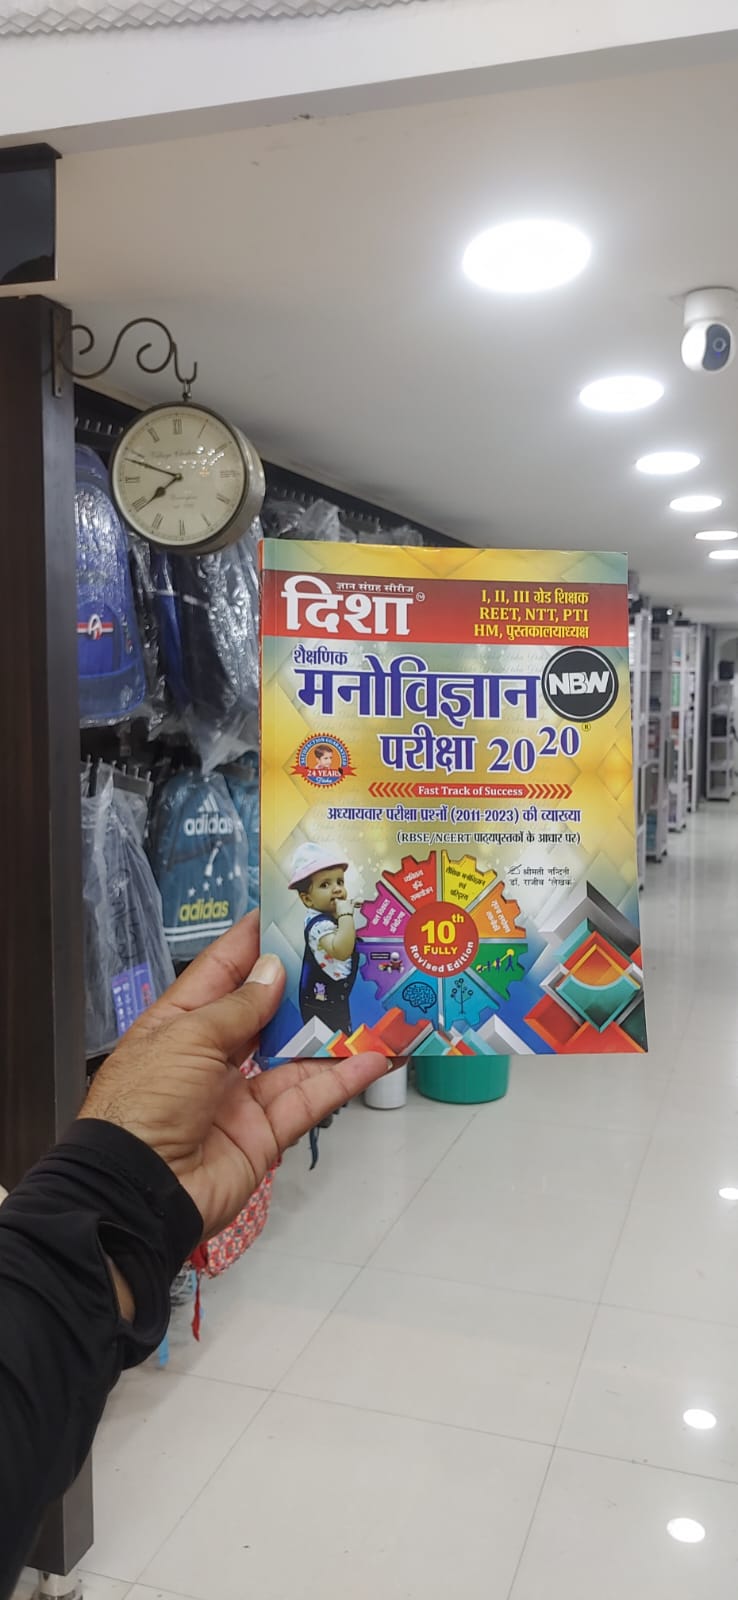 ज्ञान संग्रह सीरीज
दिशा TM
I, II, III ग्रेड शिक्षक
REET, NTT, PTI
HM, पुस्तकालयाध्यक्ष
शैक्षणिक
मनोविज्ञान
NBW
परीक्षा 2020
24 YEARS
Fast Track of Success
अध्यायवार परीक्षा प्रश्नों (2011-2023) की व्याख्या
(RBSE/NCERT पाठ्यपुस्तकों के आधार पर)
श्रीमती नन्दिनी
डॉ. राजीव 'लेखक'
10th
FULLY
Revised Edition
adidas
adidas